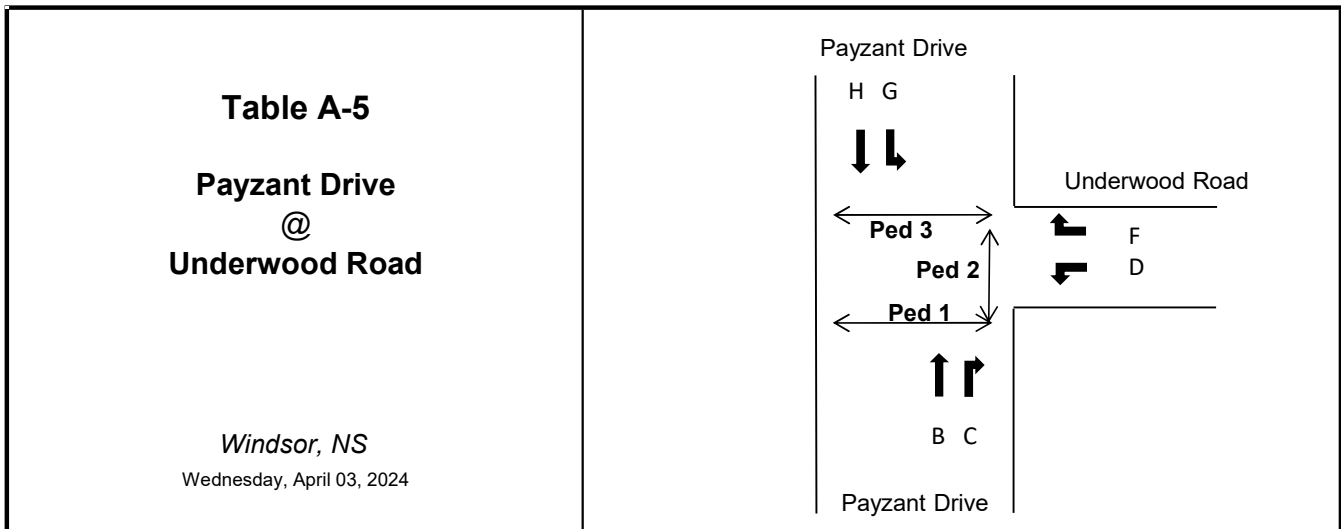 Table A-5
Payzant Drive
@
Underwood Road
Windsor, NS
Wednesday, April 03, 2024
Payzant Drive
H G
Underwood Road
Ped 3
F
Ped 2
D
Ped 1
B C
Payzant Drive